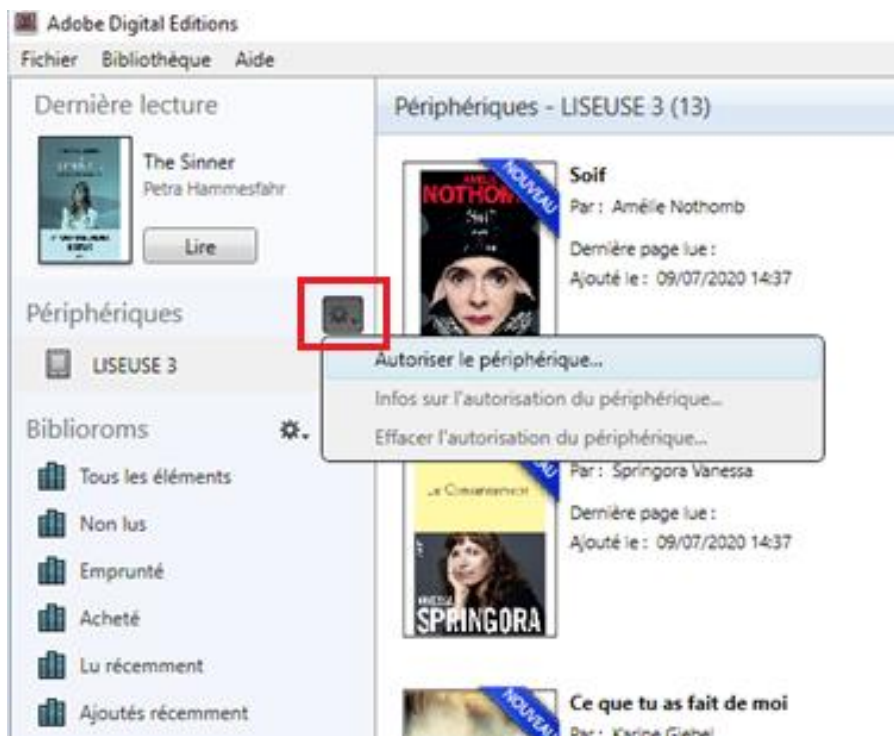 Adobe Digital Editions
Fichier Bibliothèque Aide
Dernière lecture
The Sinner
Petra Hammesfahr
Lire
Périphériques
LISEUSE 3
Biblioroms
Tous les éléments
Non lus
Emprunté
Acheté
Lu récemment
Ajoutés récemment
Périphériques - LISEUSE 3 (13)
NOUVEAU
NOTHOMB
Soif
Soif
Par : Amélie Nothomb
Dernière page lue :
Ajouté le : 09/07/2020 14:37
Autoriser le périphérique...
Infos sur l'autorisation du périphérique...
Effacer l'autorisation du périphérique...
Le Consentement
VANESSA
SPRINGORA
Par : Springora Vanessa
Dernière page lue :
Ajouté le : 09/07/2020 14:37
NOUVEAU
Ce que tu as fait de moi
Par : Karine Giebel